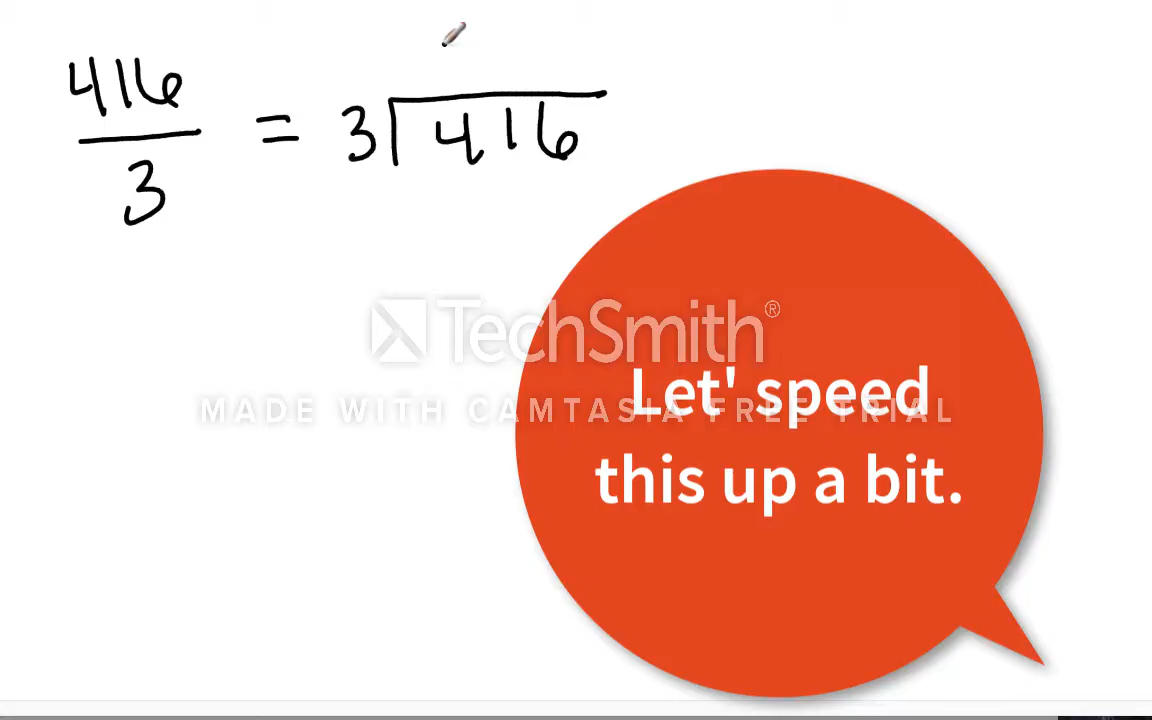 416
3
= 3 416
TechSmith®
MADE WITH CAMTASIA FREE TRIAL
Let' speed
this up a bit.